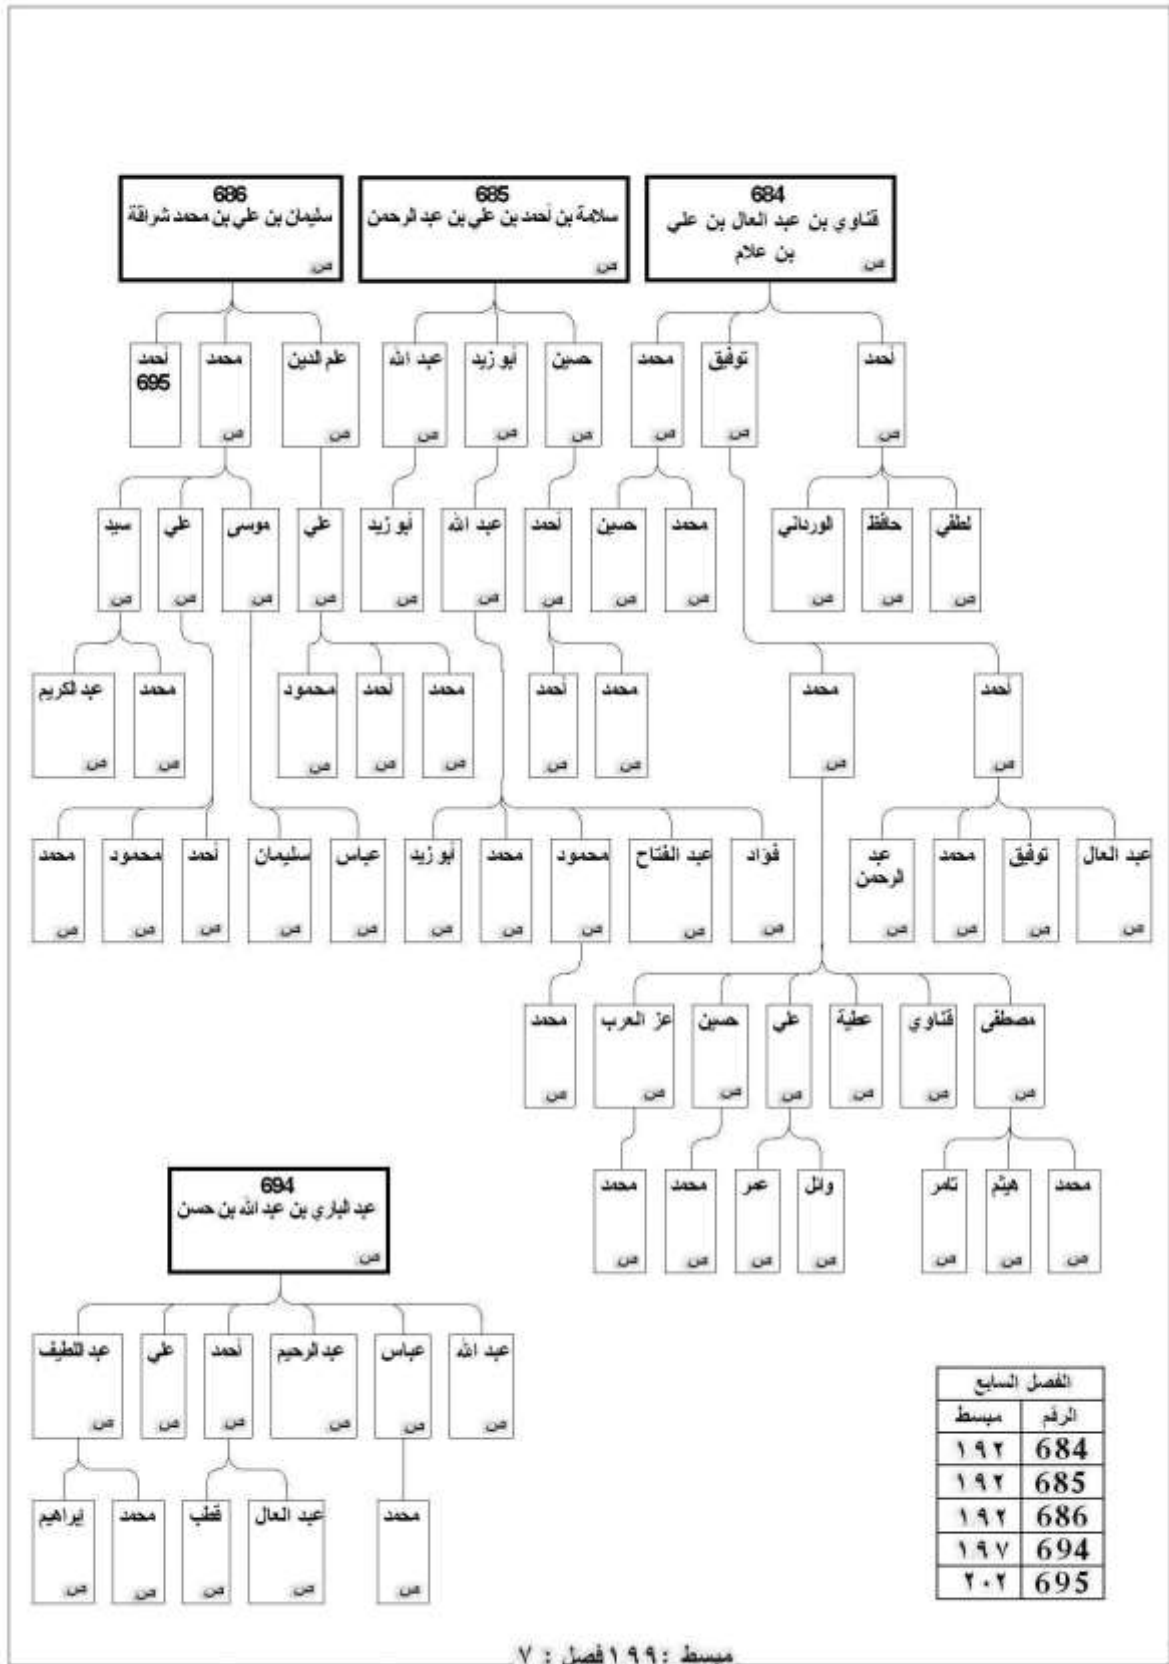 684
قناوي بن عبد العال بن علي
بن علام
ص
685
سلامة بن أحمد بن علي بن عبد الرحمن
ص
686
سليمان بن علي بن محمد شراقة
ص
أحمد
ص
توفيق
ص
محمد
ص
حسين
ص
أبو زيد
ص
عبد الله
ص
علم الدين
ص
محمد
ص
أحمد
695
لطفي
ص
حافظ
ص
الورداني
ص
محمد
ص
حسين
ص
أحمد
ص
عبد الله
ص
أبو زيد
ص
علي
ص
موسى
ص
علي
ص
سيد
ص
أحمد
ص
محمد
ص
محمد
ص
أحمد
ص
محمد
ص
أحمد
ص
محمود
ص
محمد
ص
عبد الكريم
ص
عبد العال
ص
توفيق
ص
محمد
ص
عبد
الرحمن
ص
فؤاد
ص
عبد الفتاح
ص
محمود
ص
محمد
ص
أبو زيد
ص
عباس
ص
سليمان
ص
أحمد
ص
محمود
ص
محمد
ص
مصطفى
ص
قناوي
ص
عطية
ص
علي
ص
حسين
ص
عز العرب
ص
محمد
ص
محمد
ص
هيثم
ص
تامر
ص
وائل
ص
عمر
ص
محمد
ص
محمد
ص
694
عبد الباري بن عبد الله بن حسن
ص
عبد الله
ص
عباس
ص
عبد الرحيم
ص
أحمد
ص
علي
ص
عبد اللطيف
ص
محمد
ص
عبد العال
ص
قطب
ص
محمد
ص
إبراهيم
ص
الفصل السابع
الرقم مبسط
684 ١٩٢
685 ١٩٢
686 ١٩٢
694 ١٩٧
695 ٢٠٢
مبسط :١٩٩ فصل : ٧